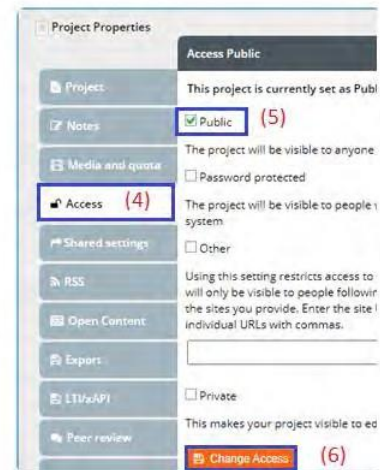 Project Properties
Project
Notes
Media and quota
Access (4)
Shared settings
RSS
Open Content
Export
LTI/xAPI
Peer review
Access Public
This project is currently set as
Public (5)
The project will be visible to anyone
Password protected
The project will be visible to people
system
Other
Using this setting restricts access to
will only be visible to people
the sites you provide. Enter the site
individual URLs with commas.
Private
This makes your project visible to
Change Access (6)